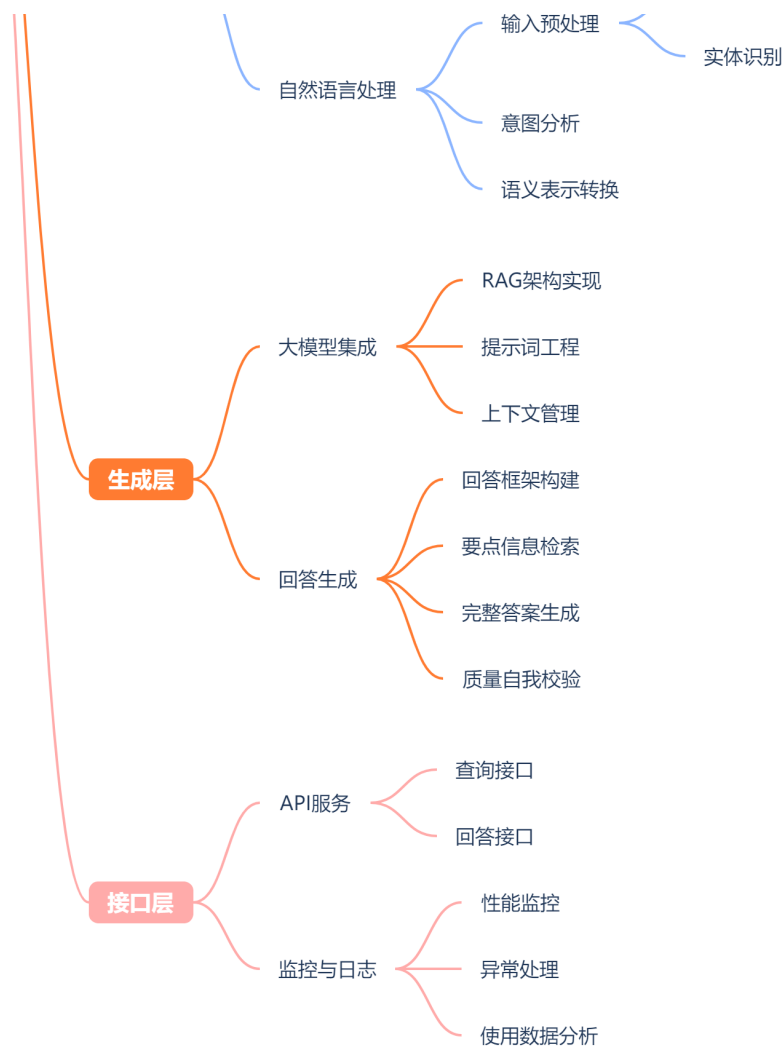 输入预处理
实体识别
自然语言处理
意图分析
语义表示转换
RAG架构实现
大模型集成
提示词工程
上下文管理
生成层
回答框架构建
要点信息检索
回答生成
完整答案生成
质量自我校验
查询接口
API服务
回答接口
接口层
性能监控
监控与日志
异常处理
使用数据分析